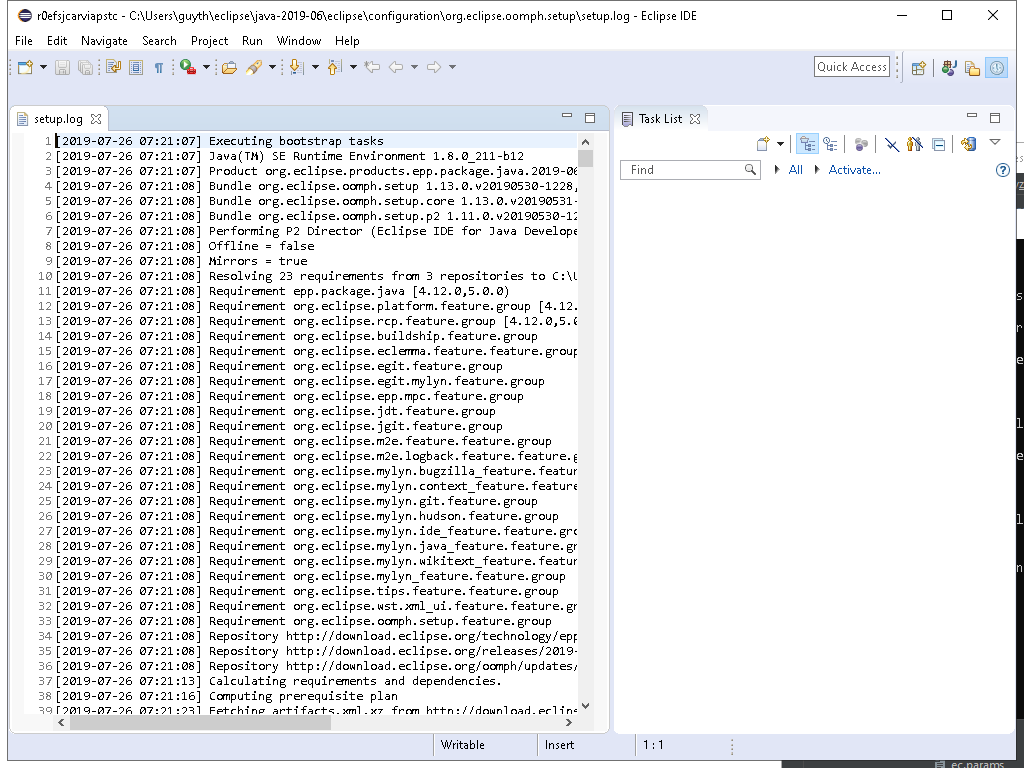 r0efsjcarviapstc - C:\Users\guyth\eclipse\java-2019-06\eclipse\configuration\org.eclipse.oomph.setup\setup.log - Eclipse IDE
File Edit Navigate Search Project Run Window Help
Quick Access
setup.log
1 [2019-07-26 07:21:07] Executing bootstrap tasks
2 [2019-07-26 07:21:07] Java(TM) SE Runtime Environment 1.8.0_211-b12
3 [2019-07-26 07:21:07] Product org.eclipse.products.epp.package.java.2019-06
4 [2019-07-26 07:21:08] Bundle org.eclipse.oomph.setup 1.13.0.v20190530-1228,
5 [2019-07-26 07:21:08] Bundle org.eclipse.oomph.setup.core 1.13.0.v20190531-
6 [2019-07-26 07:21:08] Bundle org.eclipse.oomph.setup.p2 1.11.0.v20190530-12
7 [2019-07-26 07:21:08] Performing P2 Director (Eclipse IDE for Java Develope
8 [2019-07-26 07:21:08] Offline = false
9 [2019-07-26 07:21:08] Mirrors = true
10 [2019-07-26 07:21:08] Resolving 23 requirements from 3 repositories to C:\U
11 [2019-07-26 07:21:08] Requirement epp.package.java [4.12.0,5.0.0)
12 [2019-07-26 07:21:08] Requirement org.eclipse.platform.feature.group [4.12.
13 [2019-07-26 07:21:08] Requirement org.eclipse.rcp.feature.group [4.12.0,5.0
14 [2019-07-26 07:21:08] Requirement org.eclipse.buildship.feature.group
15 [2019-07-26 07:21:08] Requirement org.eclipse.eclemma.feature.feature.group
16 [2019-07-26 07:21:08] Requirement org.eclipse.egit.feature.group
17 [2019-07-26 07:21:08] Requirement org.eclipse.egit.mylyn.feature.group
18 [2019-07-26 07:21:08] Requirement org.eclipse.epp.mpc.feature.group
19 [2019-07-26 07:21:08] Requirement org.eclipse.jdt.feature.group
20 [2019-07-26 07:21:08] Requirement org.eclipse.jgit.feature.group
21 [2019-07-26 07:21:08] Requirement org.eclipse.m2e.feature.feature.group
22 [2019-07-26 07:21:08] Requirement org.eclipse.m2e.logback.feature.feature.g
23 [2019-07-26 07:21:08] Requirement org.eclipse.mylyn.bugzilla_feature.featur
24 [2019-07-26 07:21:08] Requirement org.eclipse.mylyn.context_feature.feature
25 [2019-07-26 07:21:08] Requirement org.eclipse.mylyn.git.feature.group
26 [2019-07-26 07:21:08] Requirement org.eclipse.mylyn.hudson.feature.group
27 [2019-07-26 07:21:08] Requirement org.eclipse.mylyn.ide_feature.feature.gro
28 [2019-07-26 07:21:08] Requirement org.eclipse.mylyn.java_feature.feature.gr
29 [2019-07-26 07:21:08] Requirement org.eclipse.mylyn.wikitext_feature.featur
30 [2019-07-26 07:21:08] Requirement org.eclipse.mylyn_feature.feature.group
31 [2019-07-26 07:21:08] Requirement org.eclipse.tips.feature.feature.group
32 [2019-07-26 07:21:08] Requirement org.eclipse.wst.xml_ui.feature.feature.gr
33 [2019-07-26 07:21:08] Requirement org.eclipse.oomph.setup.feature.group
34 [2019-07-26 07:21:08] Repository http://download.eclipse.org/technology/epp
35 [2019-07-26 07:21:08] Repository http://download.eclipse.org/releases/2019-
36 [2019-07-26 07:21:08] Repository http://download.eclipse.org/oomph/updates/
37 [2019-07-26 07:21:13] Calculating requirements and dependencies.
38 [2019-07-26 07:21:16] Computing prerequisite plan
39 [2019-07-26 07:21:23] Fetching artifacts.xml.xz from http://download.eclips
Task List
Find
All
Activate...
Writable
Insert
1 : 1
ec.params